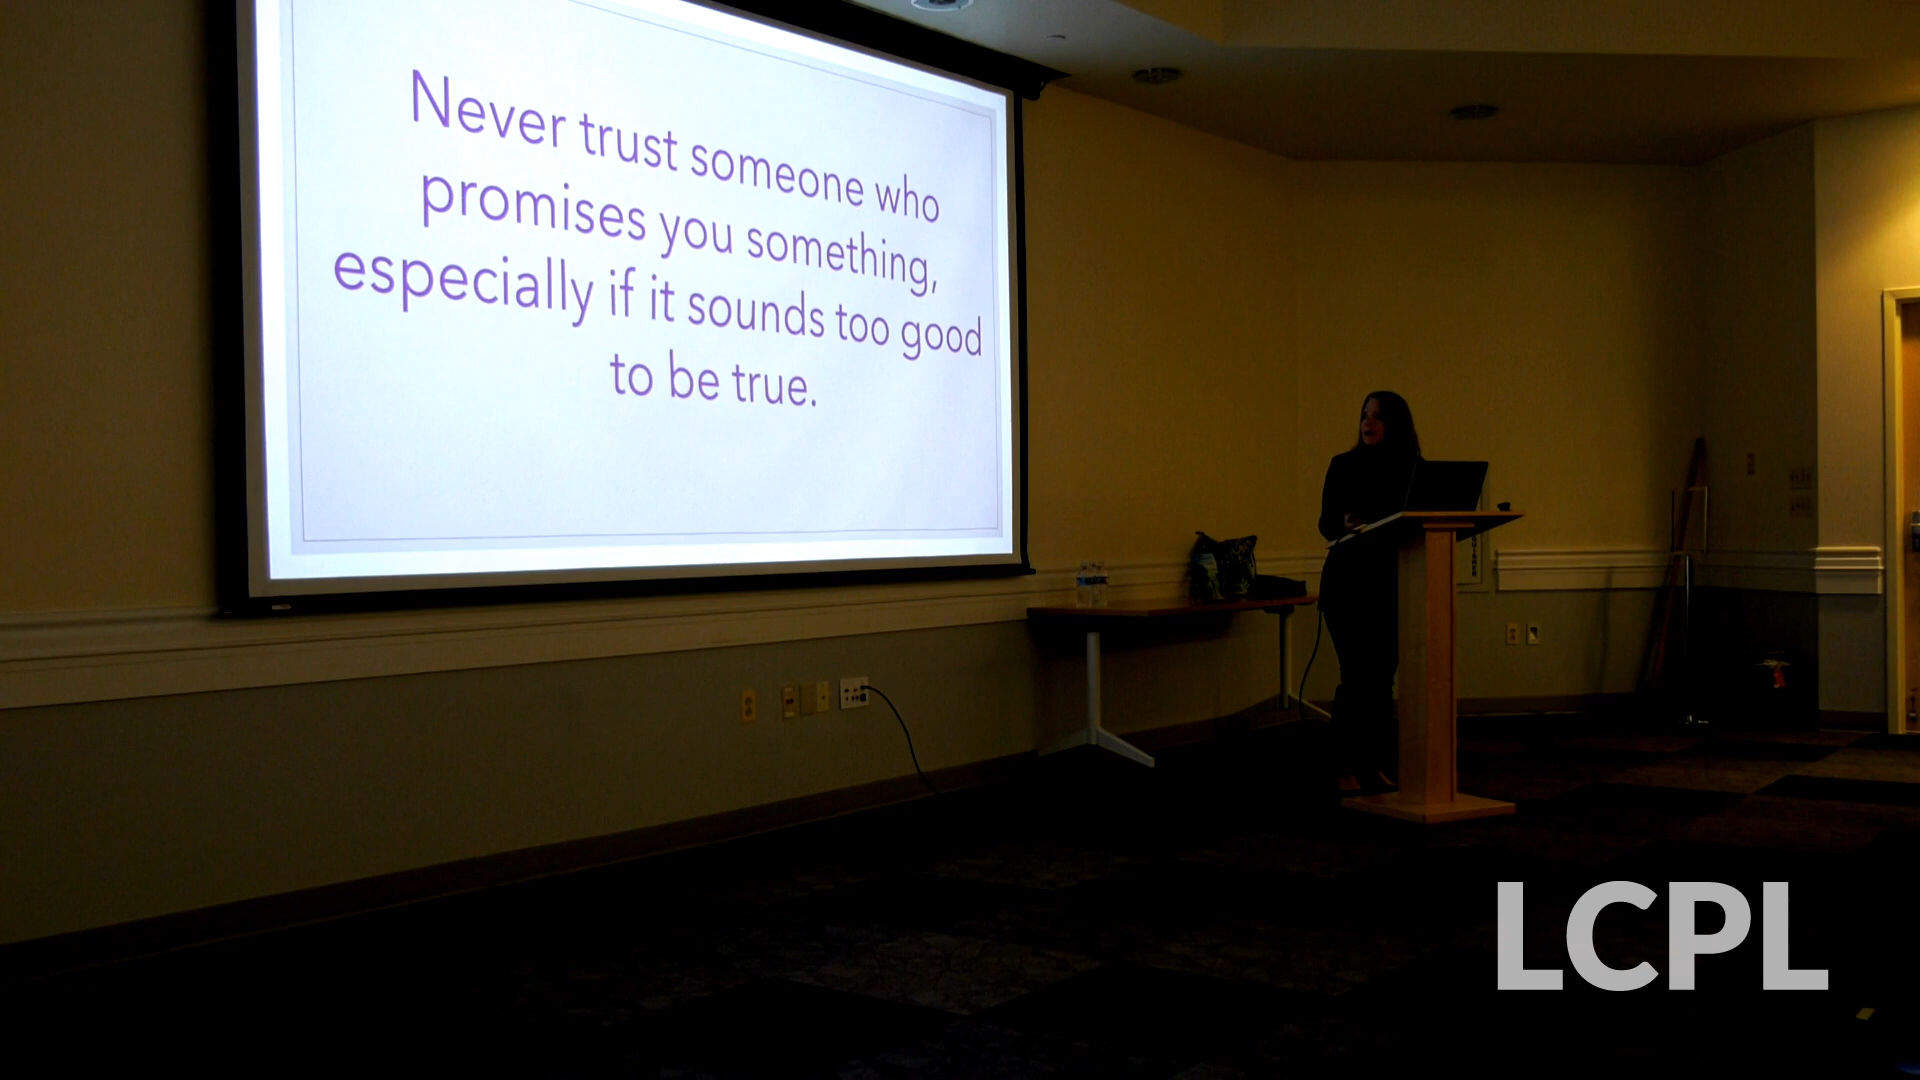 Never trust someone who
promises you something,
especially if it sounds too good
to be true.
LCPL